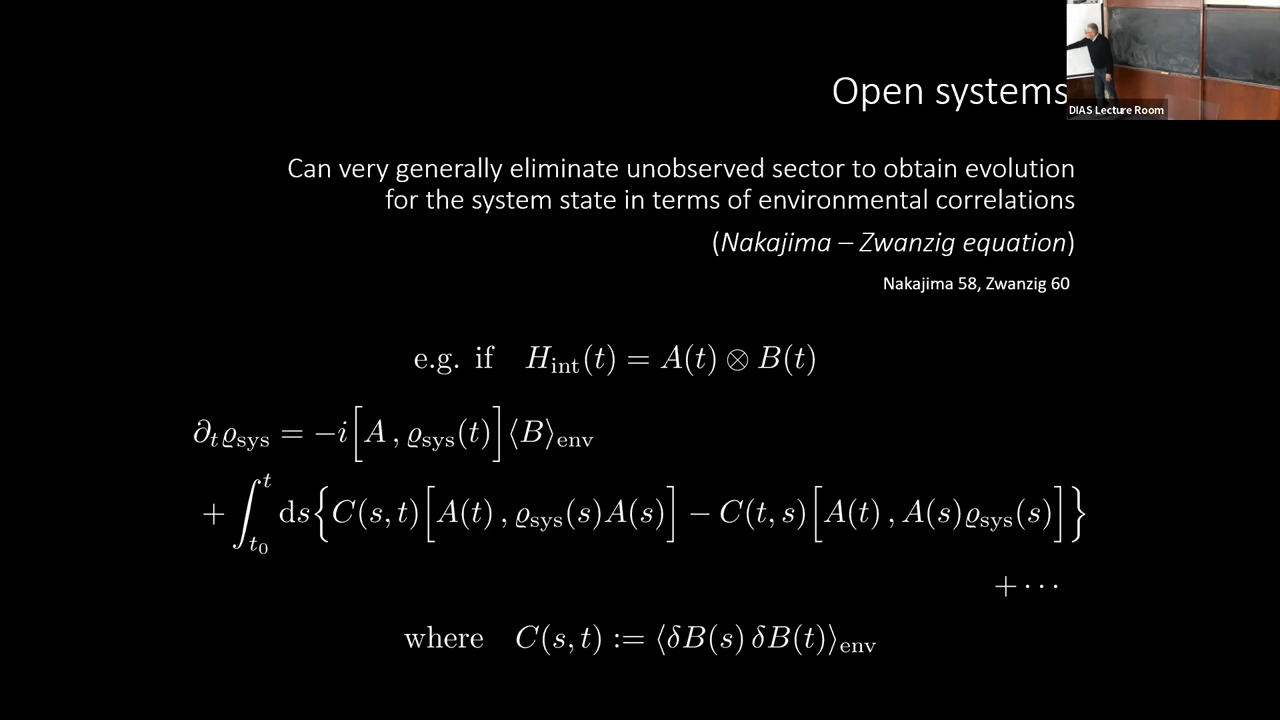 Open systems
DIAS Lecture Room
Can very generally eliminate unobserved sector to obtain evolution
for the system state in terms of environmental correlations
(Nakajima – Zwanzig equation)
Nakajima 58, Zwanzig 60
e.g. if H_int(t) = A(t) ⊗ B(t)
∂_t ϱ_sys = −i[A , ϱ_sys(t)]⟨B⟩_env
+ ∫_{t_0}^{t} ds{C(s,t)[A(t) , ϱ_sys(s)A(s)] − C(t,s)[A(t) , A(s)ϱ_sys(s)]}
+ ···
where C(s,t) := ⟨δB(s) δB(t)⟩_env